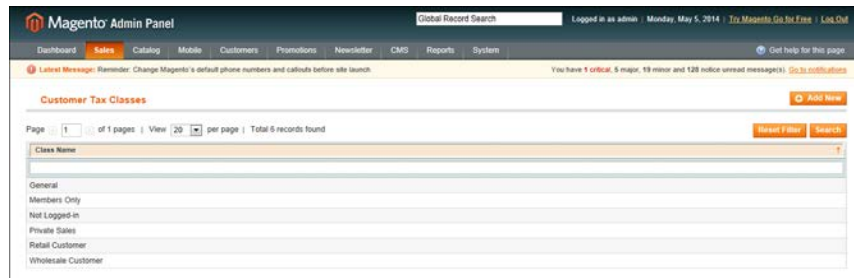 Magento® Admin Panel
Global Record Search
Logged in as admin | Monday, May 5, 2014 | Try Magento Go for Free | Log Out
Dashboard Sales Catalog Mobile Customers Promotions Newsletter CMS Reports System Get help for this page
Latest Message: Reminder: Change Magento's default phone numbers and callouts before site launch You have 1 critical, 5 major, 19 minor and 128 notice unread message(s). Go to notifications
Customer Tax Classes Add New
Page 1 of 1 pages | View 20 per page | Total 6 records found Reset Filter Search
Class Name
General
Members Only
Not Logged-in
Private Sales
Retail Customer
Wholesale Customer